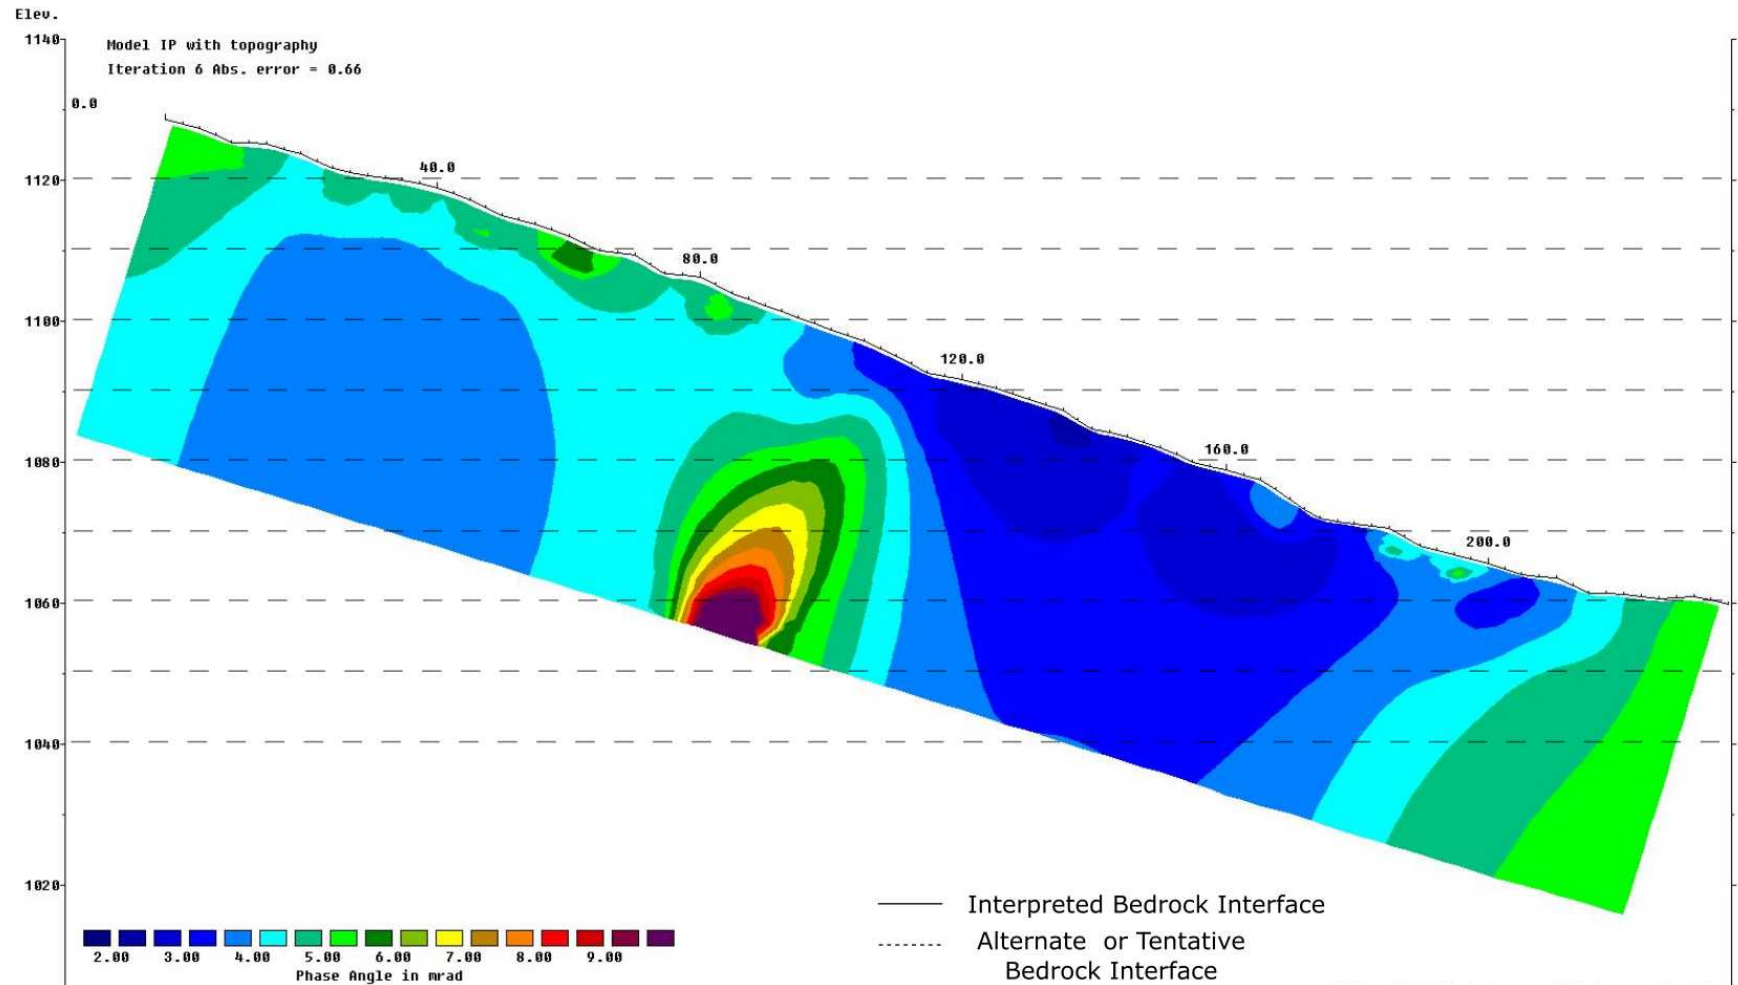 Elev.
1140
Model IP with topography
Iteration 6 Abs. error = 0.66
0.0
40.0
1120
80.0
1100
120.0
160.0
1080
200.0
1060
1040
1020
Interpreted Bedrock Interface
Alternate or Tentative
Bedrock Interface
2.00 3.00 4.00 5.00 6.00 7.00 8.00 9.00
Phase Angle in mrad